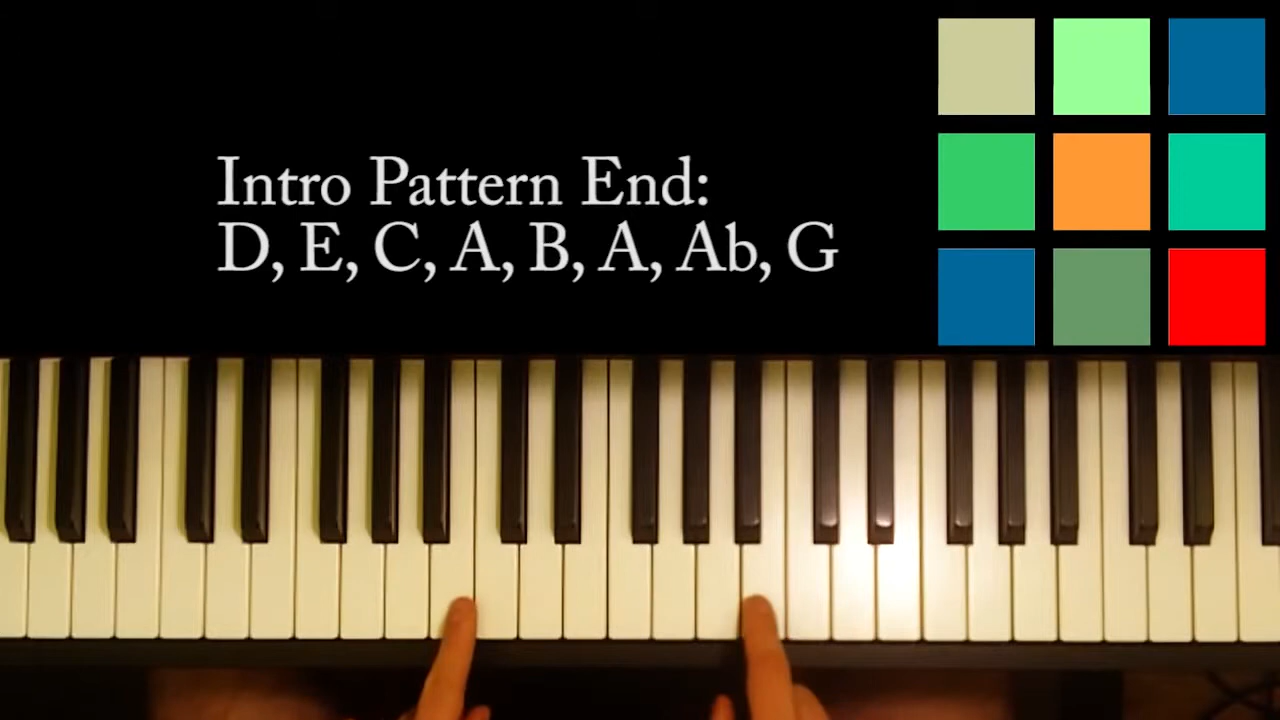 Intro Pattern End:
D, E, C, A, B, A, Ab, G